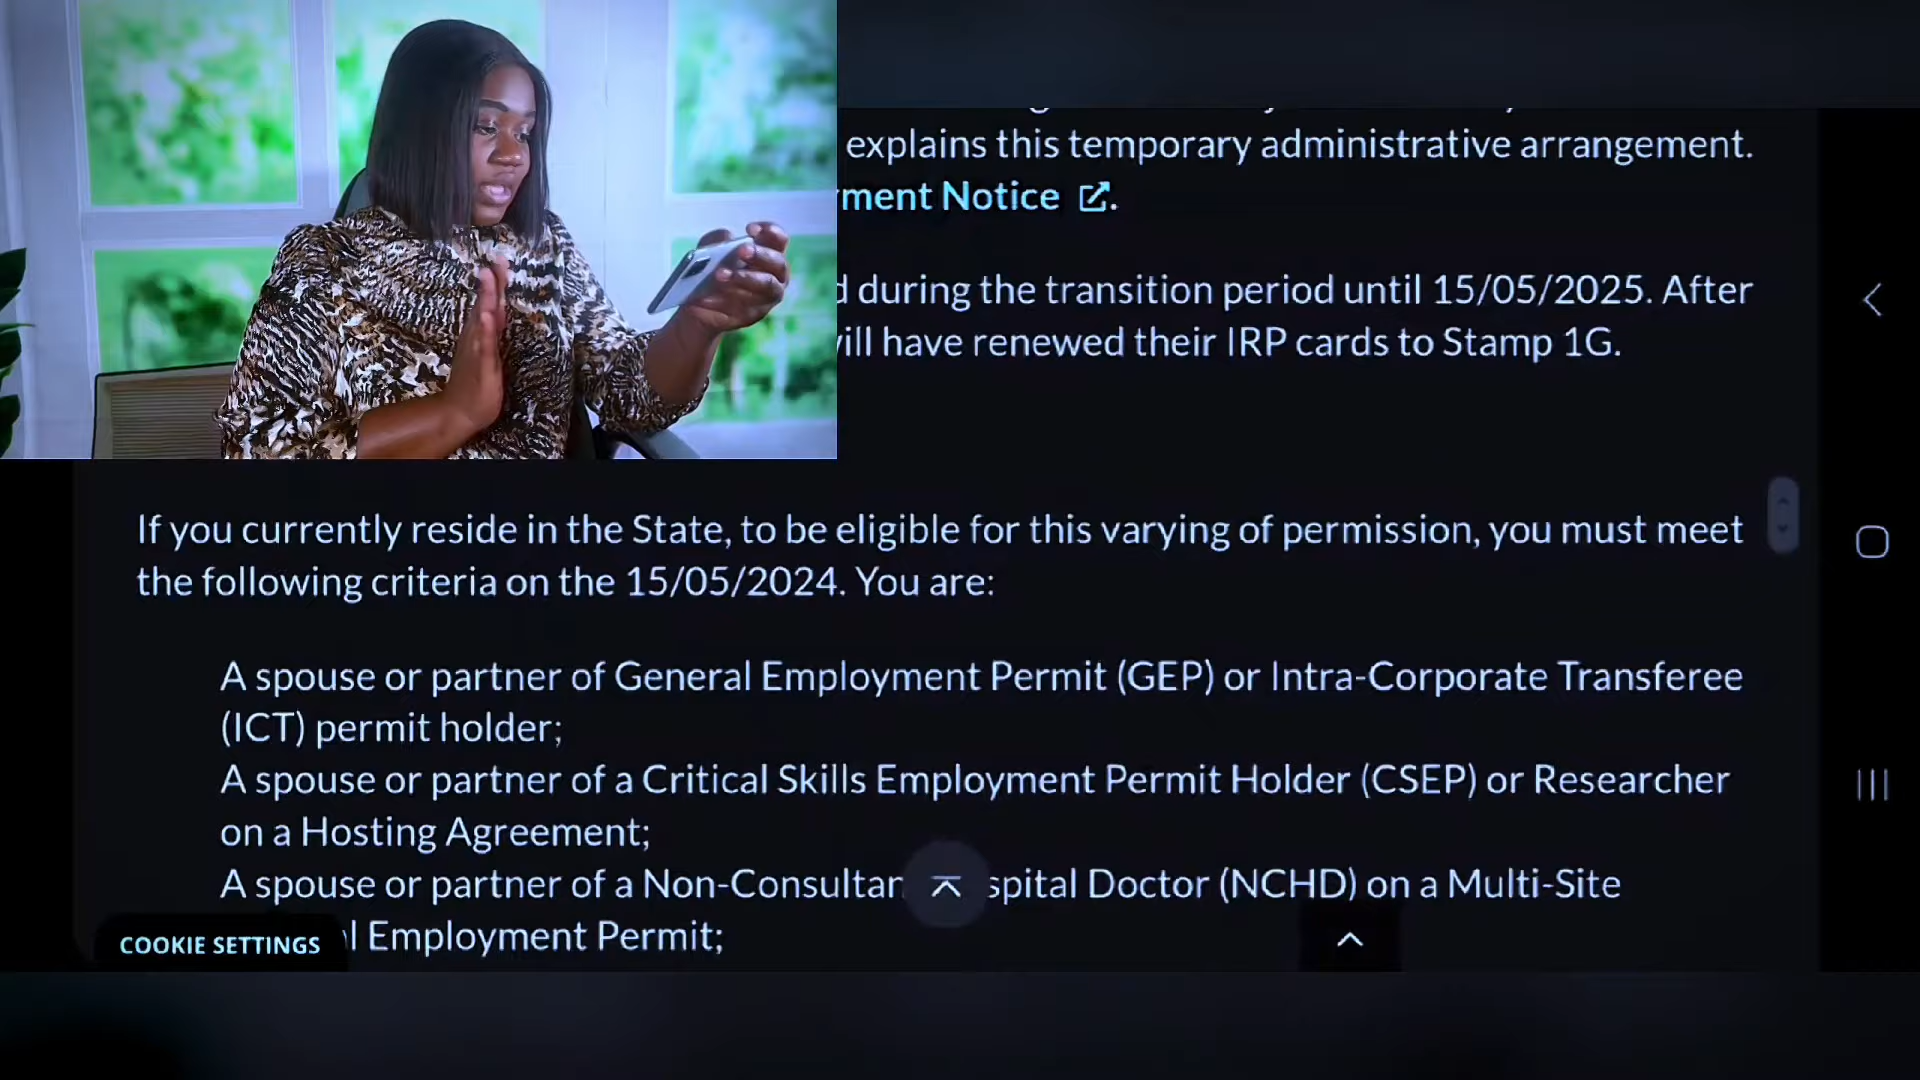 explains this temporary administrative arrangement.
ment Notice.
during the transition period until 15/05/2025. After
will have renewed their IRP cards to Stamp 1G.
If you currently reside in the State, to be eligible for this varying of permission, you must meet
the following criteria on the 15/05/2024. You are:
A spouse or partner of General Employment Permit (GEP) or Intra-Corporate Transferee
(ICT) permit holder;
A spouse or partner of a Critical Skills Employment Permit Holder (CSEP) or Researcher
on a Hosting Agreement;
A spouse or partner of a Non-Consultan spital Doctor (NCHD) on a Multi-Site
l Employment Permit;
COOKIE SETTINGS